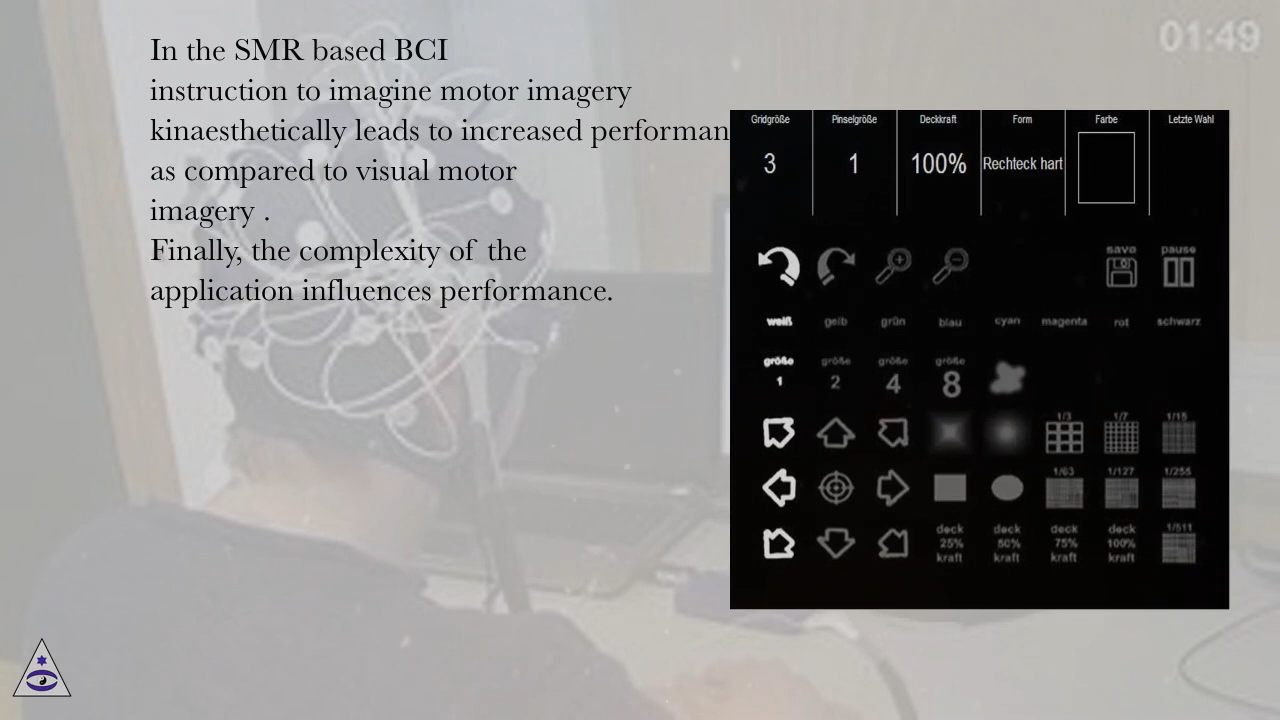 01:49
In the SMR based BCI
instruction to imagine motor imagery
kinaesthetically leads to increased performan
as compared to visual motor
imagery .
Finally, the complexity of the
application influences performance.
Gridgröße Pinselgröße Deckkraft Form Farbe Letzte Wahl
3 1 100% Rechteck hart
save pause
weiß gelb grün blau cyan magenta rot schwarz
größe größe größe größe
1 2 4 8
1/3 1/7 1/15
1/63 1/127 1/255
deck deck deck deck 1/511
25% 50% 75% 100%
kraft kraft kraft kraft